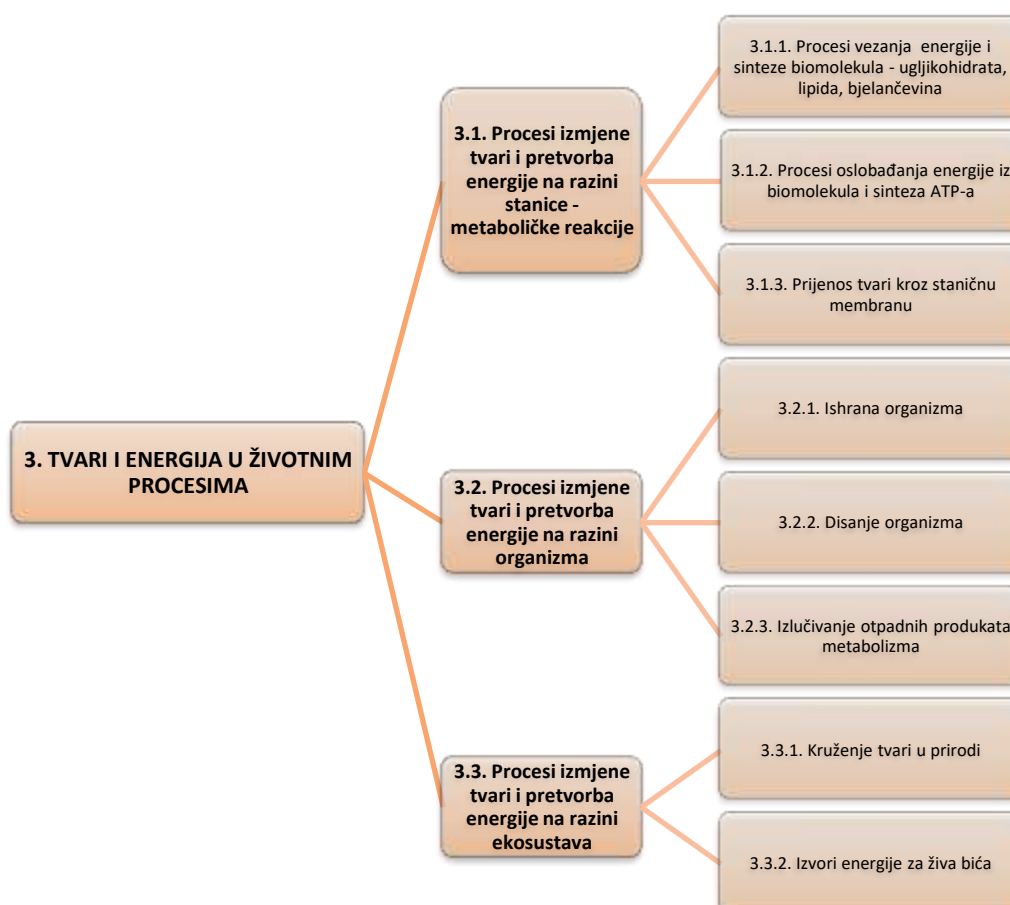 3. TVARI I ENERGIJA U ŽIVOTNIM
PROCESIMA
3.1. Procesi izmjene
tvari i pretvorba
energije na razini
stanice -
metaboličke reakcije
3.1.1. Procesi vezanja energije i
sinteze biomolekula - ugljikohidrata,
lipida, bjelančevina
3.1.2. Procesi oslobađanja energije iz
biomolekula i sinteza ATP-a
3.1.3. Prijenos tvari kroz staničnu
membranu
3.2. Procesi izmjene
tvari i pretvorba
energije na razini
organizma
3.2.1. Ishrana organizma
3.2.2. Disanje organizma
3.2.3. Izlučivanje otpadnih produkata
metabolizma
3.3. Procesi izmjene
tvari i pretvorba
energije na razini
ekosustava
3.3.1. Kruženje tvari u prirodi
3.3.2. Izvori energije za živa bića